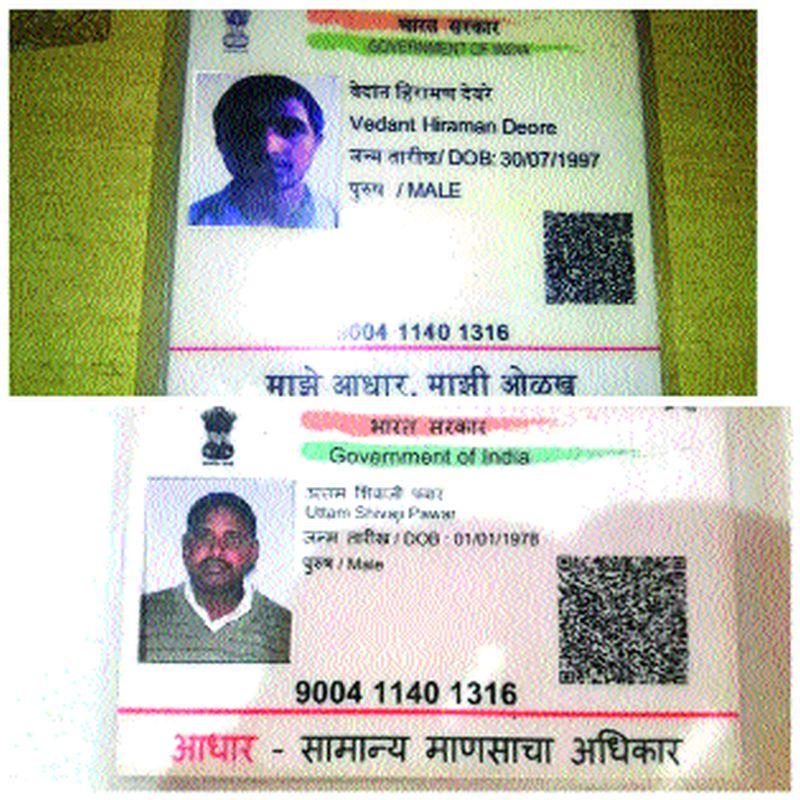 भारत सरकार
GOVERNMENT OF INDIA
वेदांत हिरामण देवरे
Vedant Hiraman Deore
जन्म तारीख/ DOB: 30/07/1997
पुरुष / MALE
1140 1316
माझे आधार, माझी ओळख
भारत सरकार
Government of India
उत्तम शिवाजी पवार
Uttam Shivaji Pawar
जन्म तारीख / DOB : 01/01/1978
पुरुष / Male
9004 1140 1316
आधार - सामान्य माणसाचा अधिकार